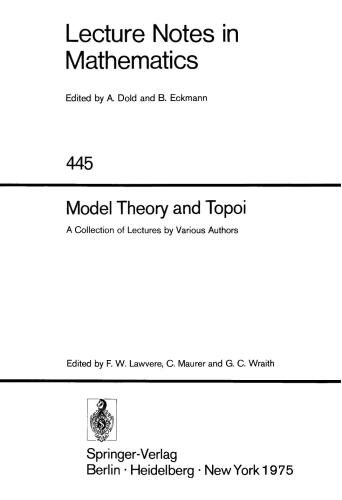 Lecture Notes in
Mathematics
Edited by A. Dold and B. Eckmann
445
Model Theory and Topoi
A Collection of Lectures by Various Authors
Edited by F. W. Lawvere, C. Maurer and G. C. Wraith
Springer-Verlag
Berlin · Heidelberg · New York 1975